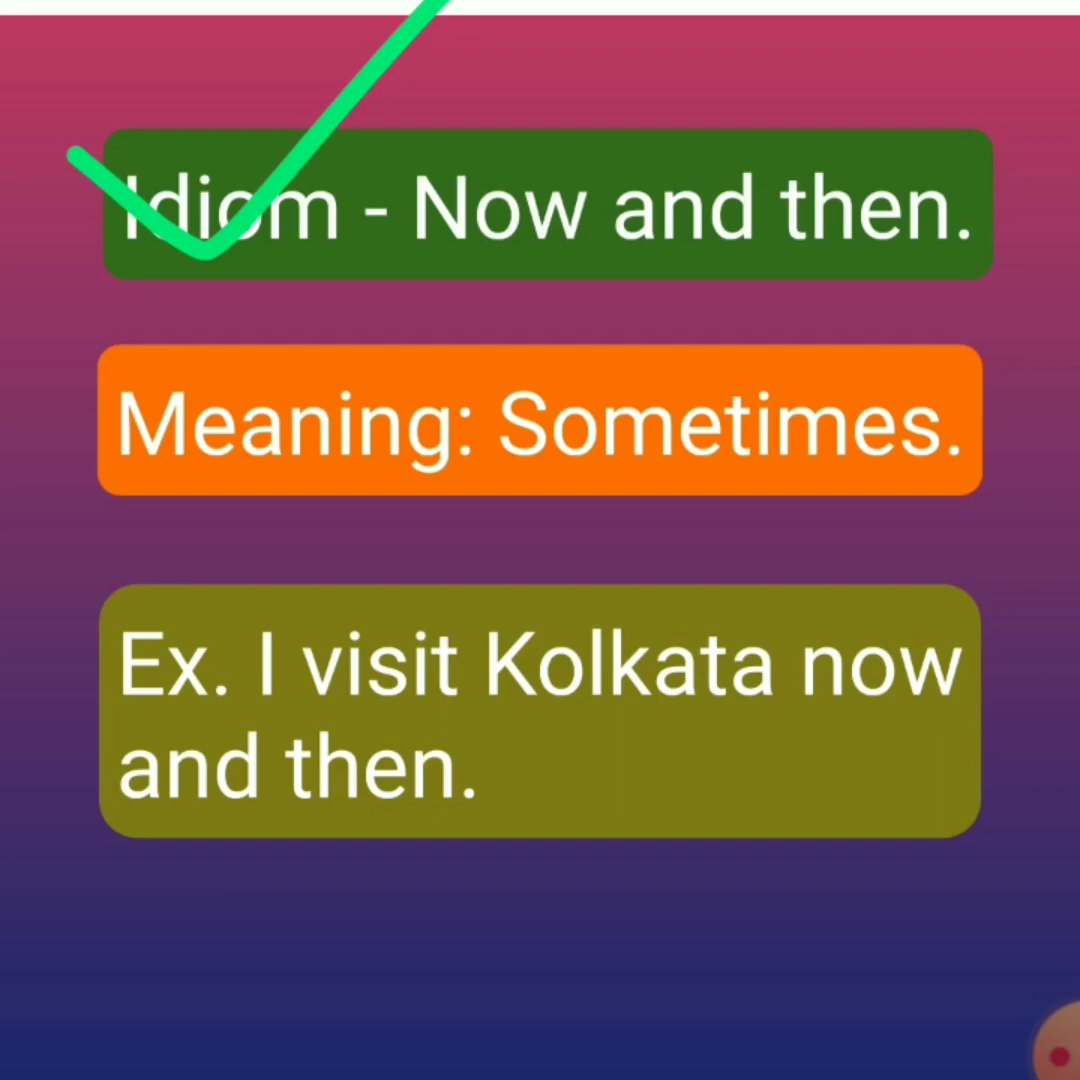 Idiom - Now and then.
Meaning: Sometimes.
Ex. I visit Kolkata now
and then.